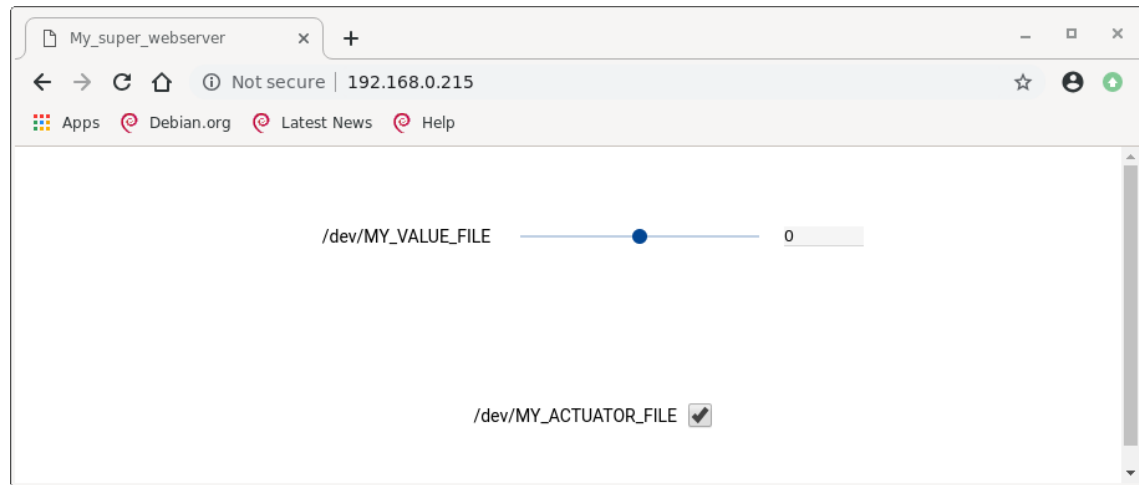 My_super_webserver
Not secure | 192.168.0.215
Apps Debian.org Latest News Help
/dev/MY_VALUE_FILE 0
/dev/MY_ACTUATOR_FILE